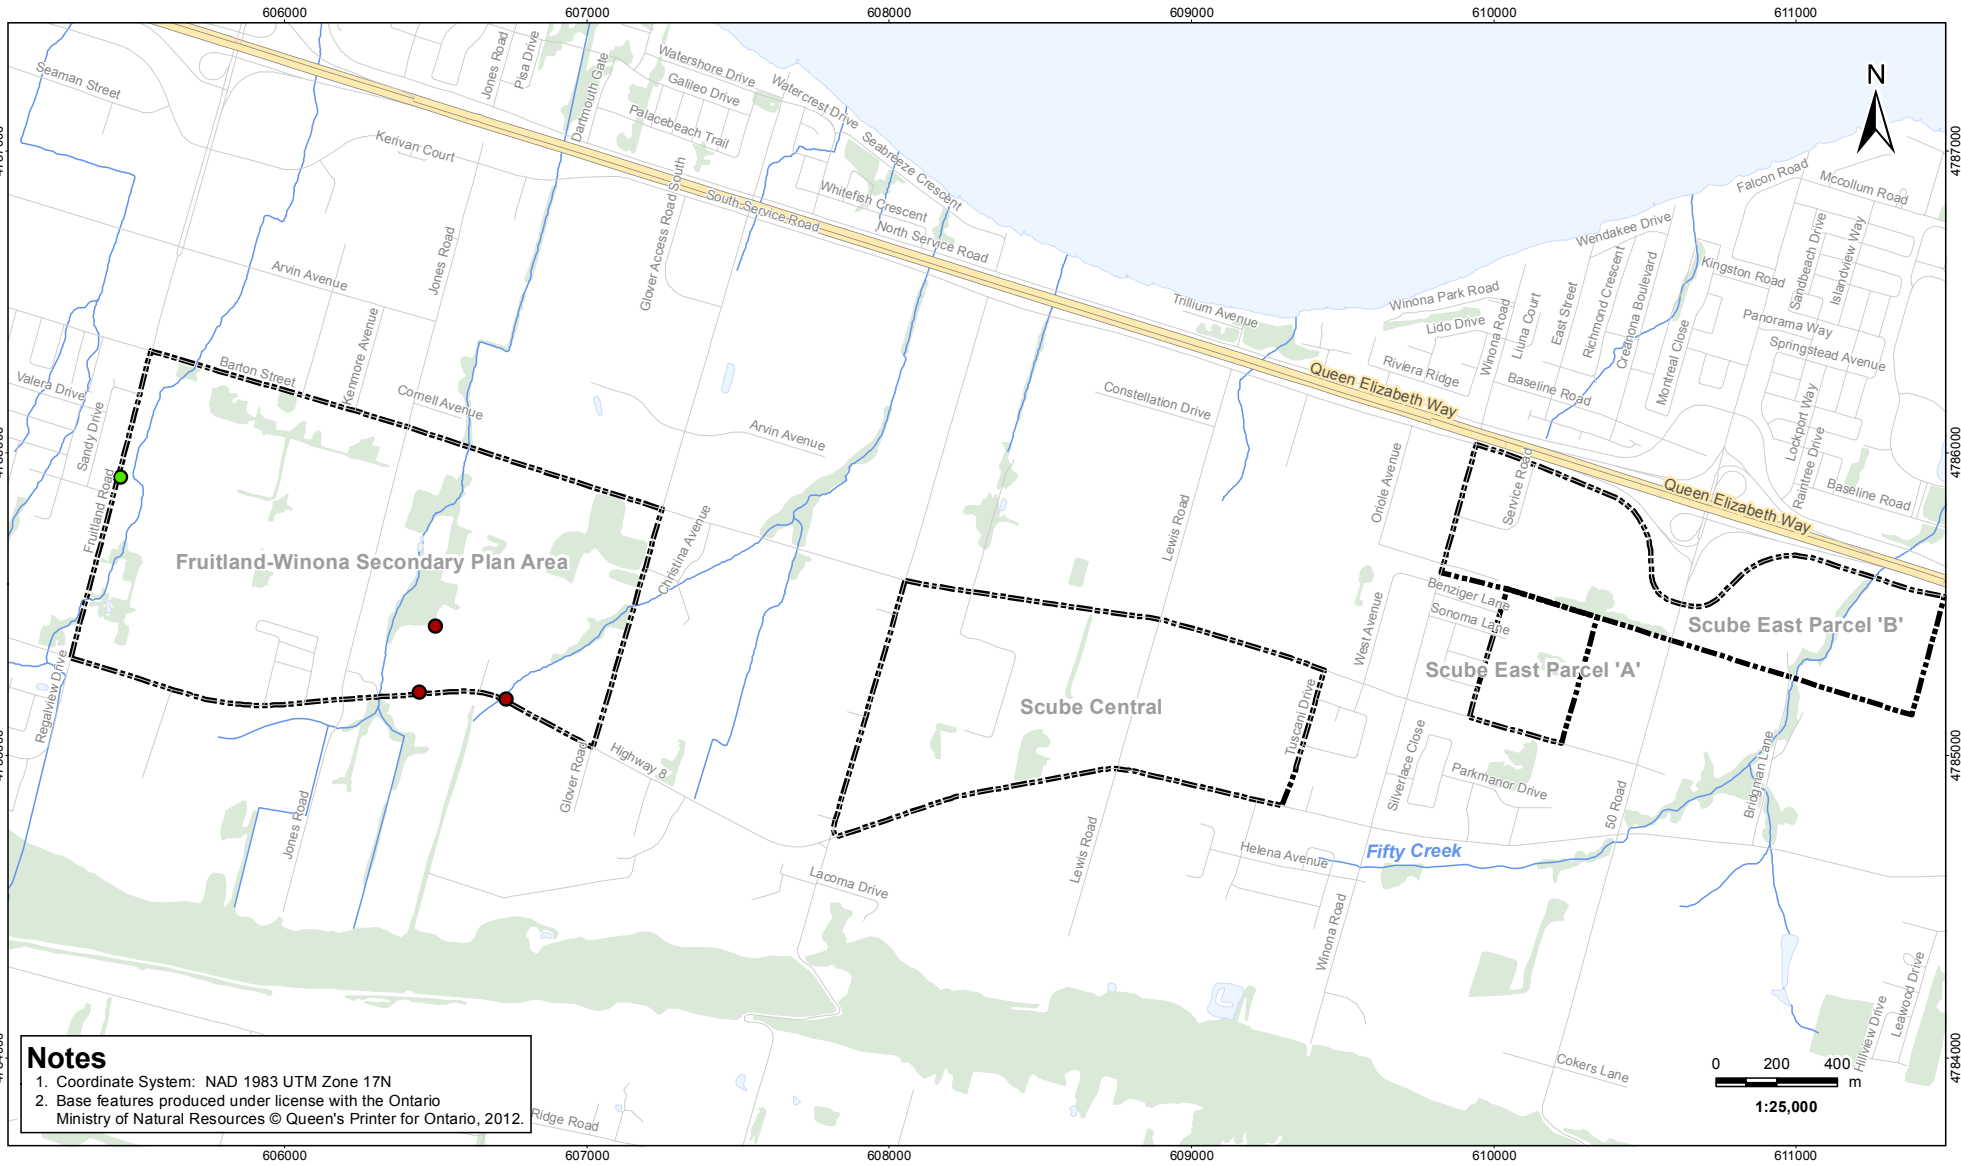 606000
607000
608000
609000
610000
611000
Seaman Street
Jones Road
Pisa Drive
Dartmouth Gate
Watershore Drive
Galileo Drive
Palacebeach Trail
Watercrest Drive
Seabreeze Crescent
Whitefish Crescent
North Service Road
South Service Road
Kenvan Court
Glover Access Road South
Arvin Avenue
Jones Road
Kenmore Avenue
N
4787000
Falcon Road
Mccollum Road
Wendakee Drive
Kingston Road
Sandbeach Drive
Islandview Way
Trillium Avenue
Winona Park Road
Lido Drive
Riviera Ridge
Winona Road
Liuna Court
East Street
Richmond Crescent
Creanona Boulevard
Montreal Close
Panorama Way
Springstead Avenue
Baseline Road
Lockport Way
Raintree Drive
Baseline Road
Queen Elizabeth Way
Queen Elizabeth Way
Valera Drive
Sandy Drive
Barton Street
Cornell Avenue
Arvin Avenue
Constellation Drive
Oriole Avenue
Service Road
4786000
Fruitland Road
Fruitland-Winona Secondary Plan Area
Christina Avenue
Lewis Road
West Avenue
Benziger Lane
Sonoma Lane
Scube East Parcel 'A'
Scube East Parcel 'B'
Regalview Drive
Scube Central
Tuscani Drive
Silverlace Close
Parkmanor Drive
50 Road
Bridgman Lane
4785000
Highway 8
Glover Road
Jones Road
Lewis Road
Lacoma Drive
Helena Avenue
Fifty Creek
Winona Road
Hillview Drive
Leawood Drive
Cokers Lane
4784000
Ridge Road
Notes
1. Coordinate System: NAD 1983 UTM Zone 17N
2. Base features produced under license with the Ontario
Ministry of Natural Resources © Queen's Printer for Ontario, 2012.
0 200 400
m
1:25,000
606000
607000
608000
609000
610000
611000